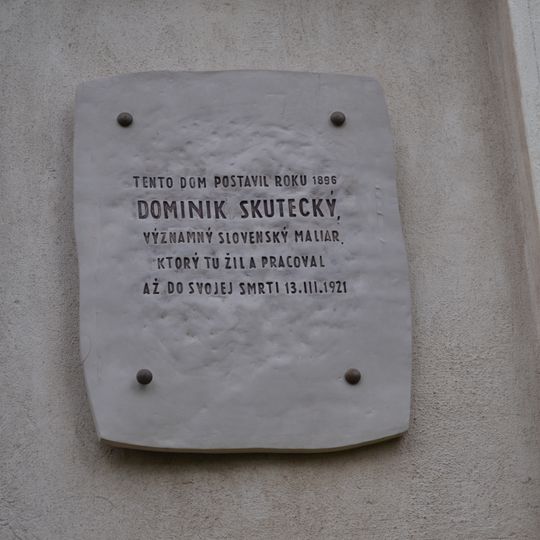 TENTO DOM POSTAVIL ROKU 1896
DOMINIK SKUTECKÝ,
VÝZNAMNÝ SLOVENSKÝ MALIAR,
KTORÝ TU ŽIL A PRACOVAL
AŽ DO SVOJEJ SMRTI 13.III.1921